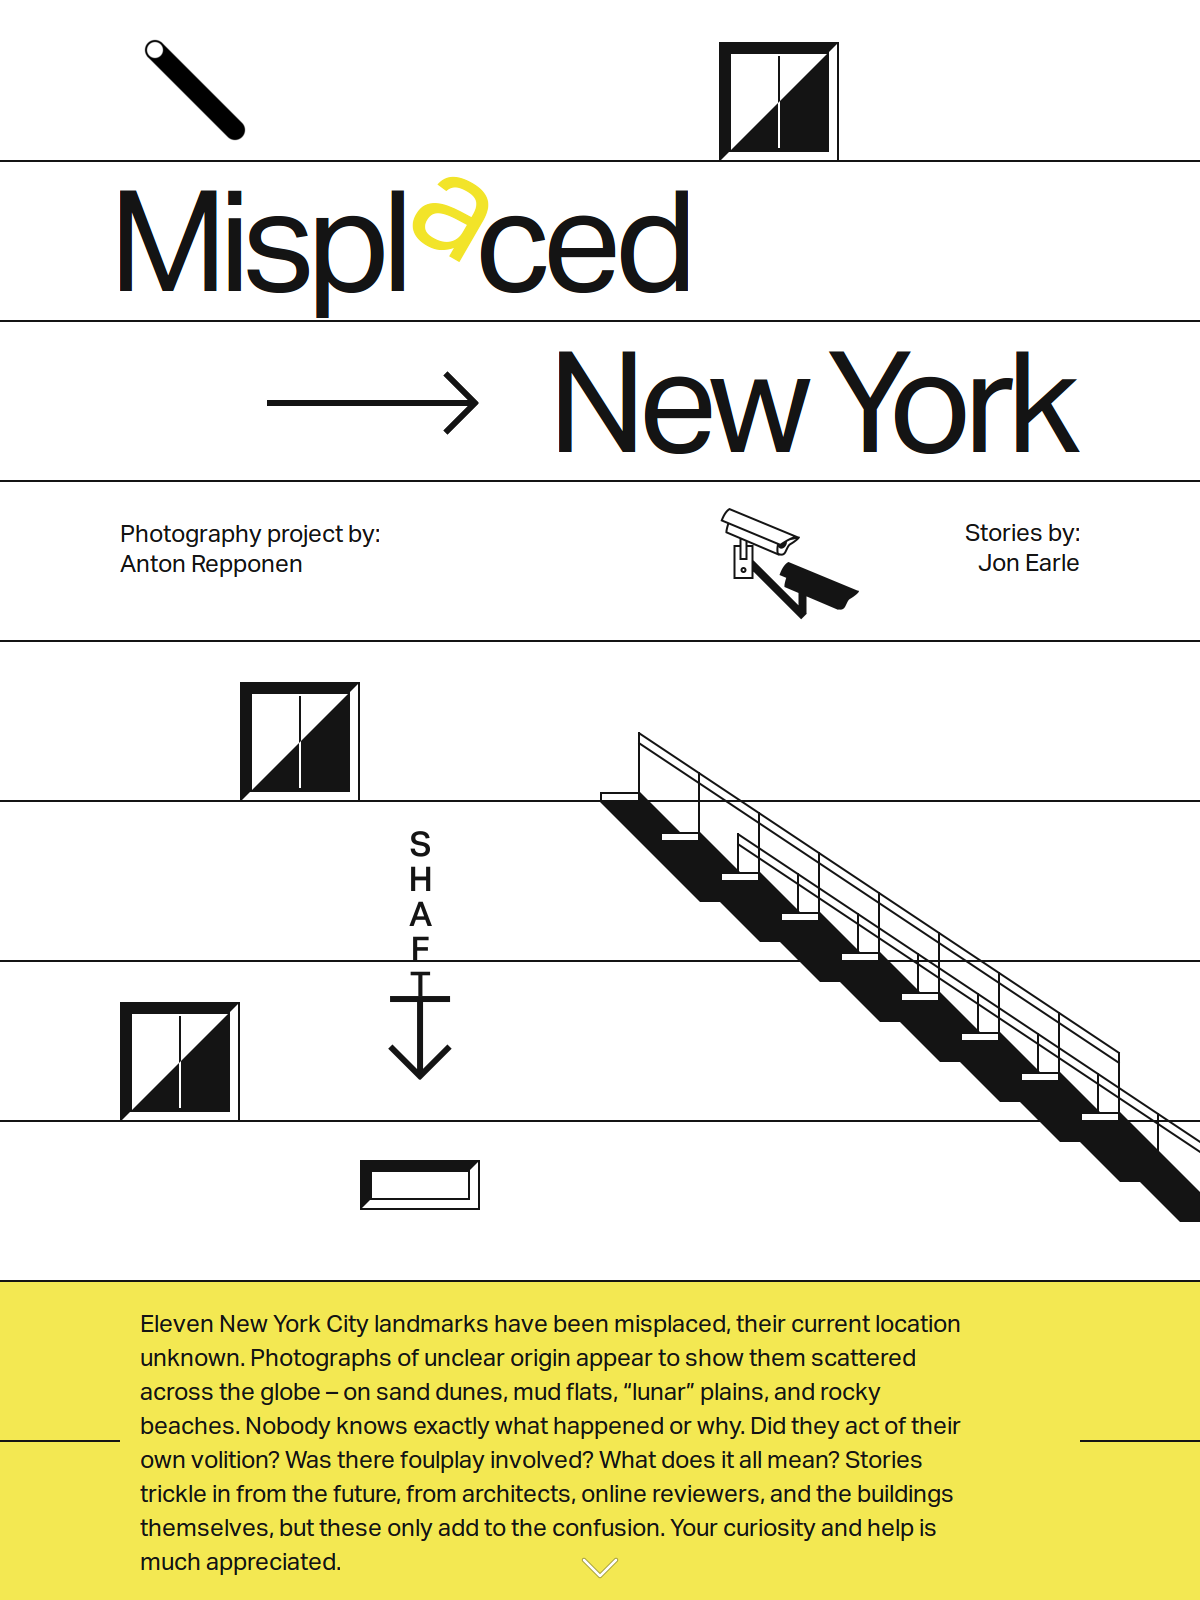 Misplaced
New York
Photography project by:
Anton Repponen
Stories by:
Jon Earle
S
H
A
F
T
Eleven New York City landmarks have been misplaced, their current location
unknown. Photographs of unclear origin appear to show them scattered
across the globe – on sand dunes, mud flats, “lunar” plains, and rocky
beaches. Nobody knows exactly what happened or why. Did they act of their
own volition? Was there foulplay involved? What does it all mean? Stories
trickle in from the future, from architects, online reviewers, and the buildings
themselves, but these only add to the confusion. Your curiosity and help is
much appreciated.